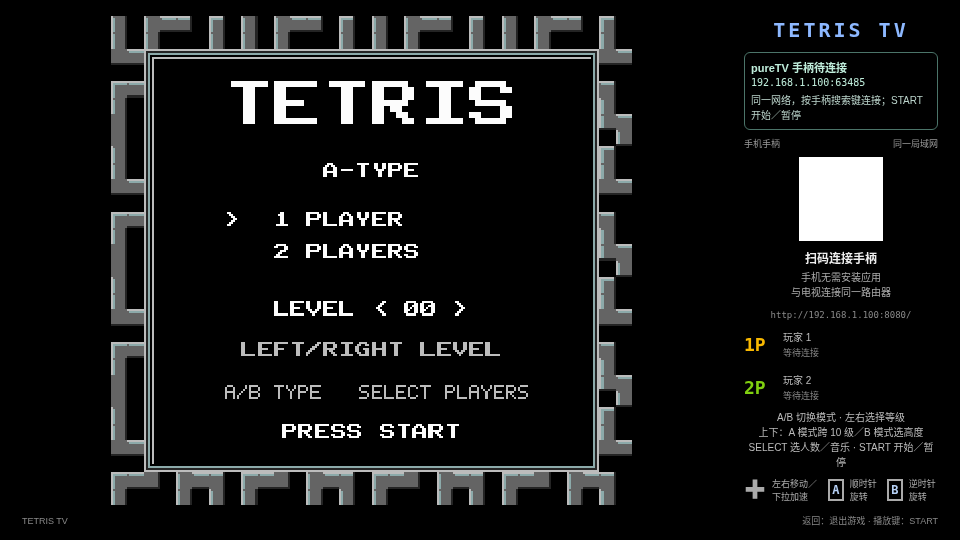 TETRIS
A-TYPE
> 1 PLAYER
2 PLAYERS
LEVEL < 00 >
LEFT/RIGHT LEVEL
A/B TYPE SELECT PLAYERS
PRESS START
TETRIS TV
TETRIS TV
pureTV 手柄待连接
192.168.1.100:63485
同一网络，按手柄搜索键连接；START
开始／暂停
手机手柄 同一局域网
扫码连接手柄
手机无需安装应用
与电视连接同一路由器
http://192.168.1.100:8080/
1P 玩家 1
等待连接
2P 玩家 2
等待连接
A/B 切换模式 · 左右选择等级
上下：A 模式跨 10 级／B 模式选高度
SELECT 选人数／音乐 · START 开始／暂
停
左右移动／
下拉加速
A 顺时针
旋转
B 逆时针
旋转
返回：退出游戏 · 播放键：START